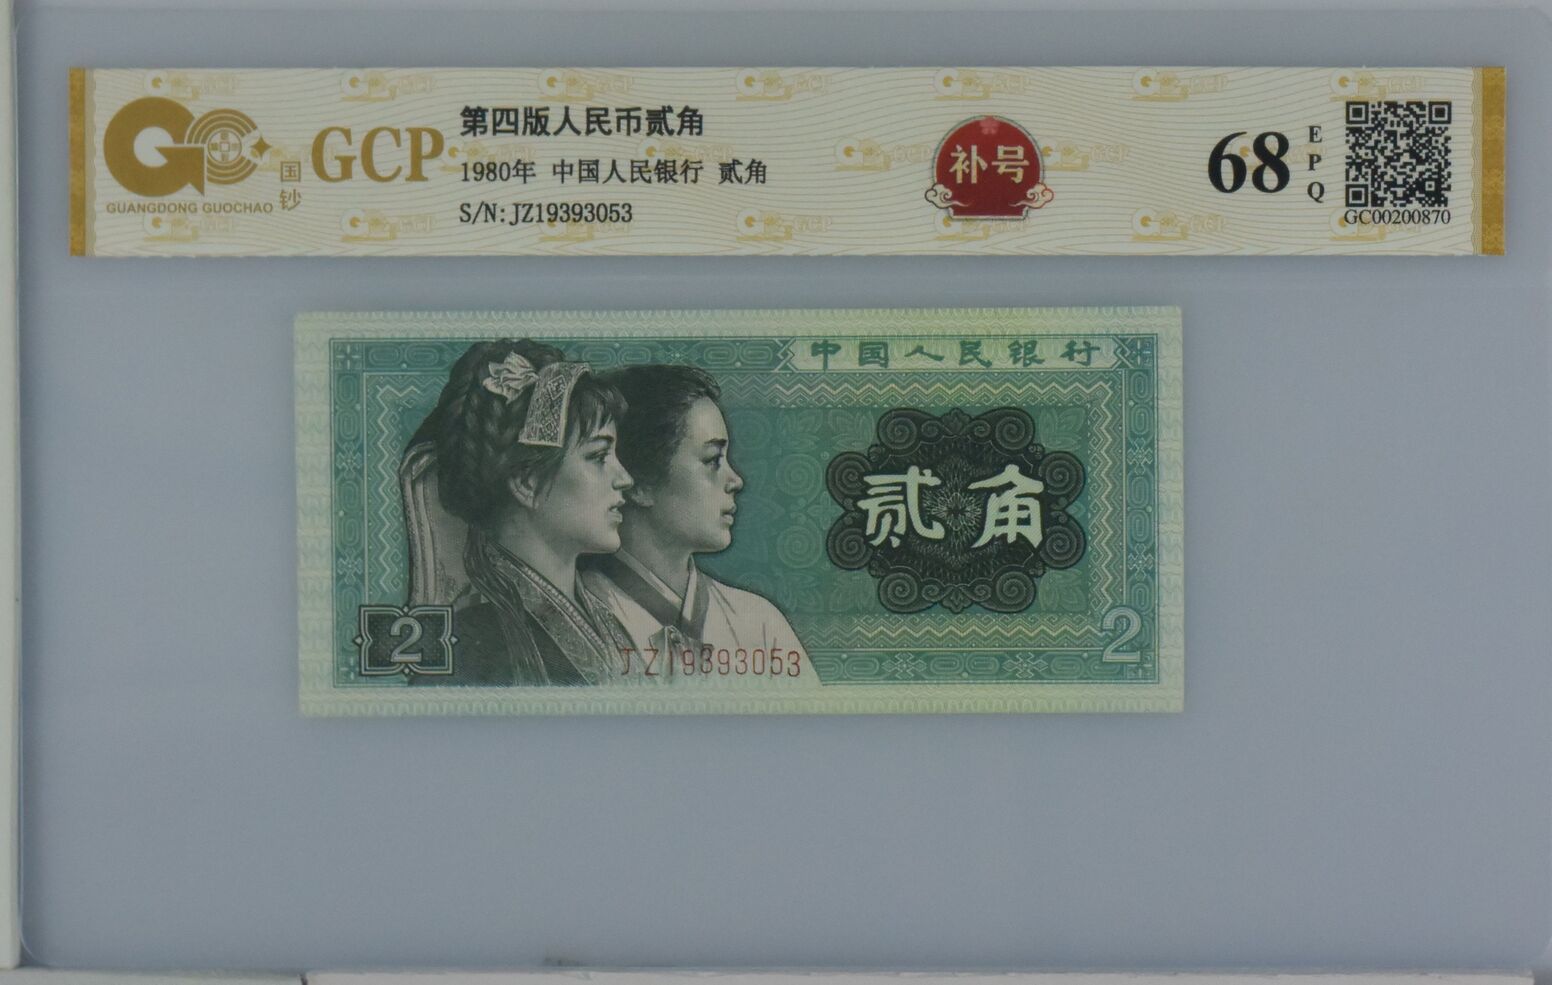 GCP
国钞
GUANGDONG GUOCHAO
第四版人民币贰角
1980年 中国人民银行 贰角
S/N: JZ19393053
补号
68
EPQ
GC00200870
中国人民银行
贰角
2
2
JZ19393053